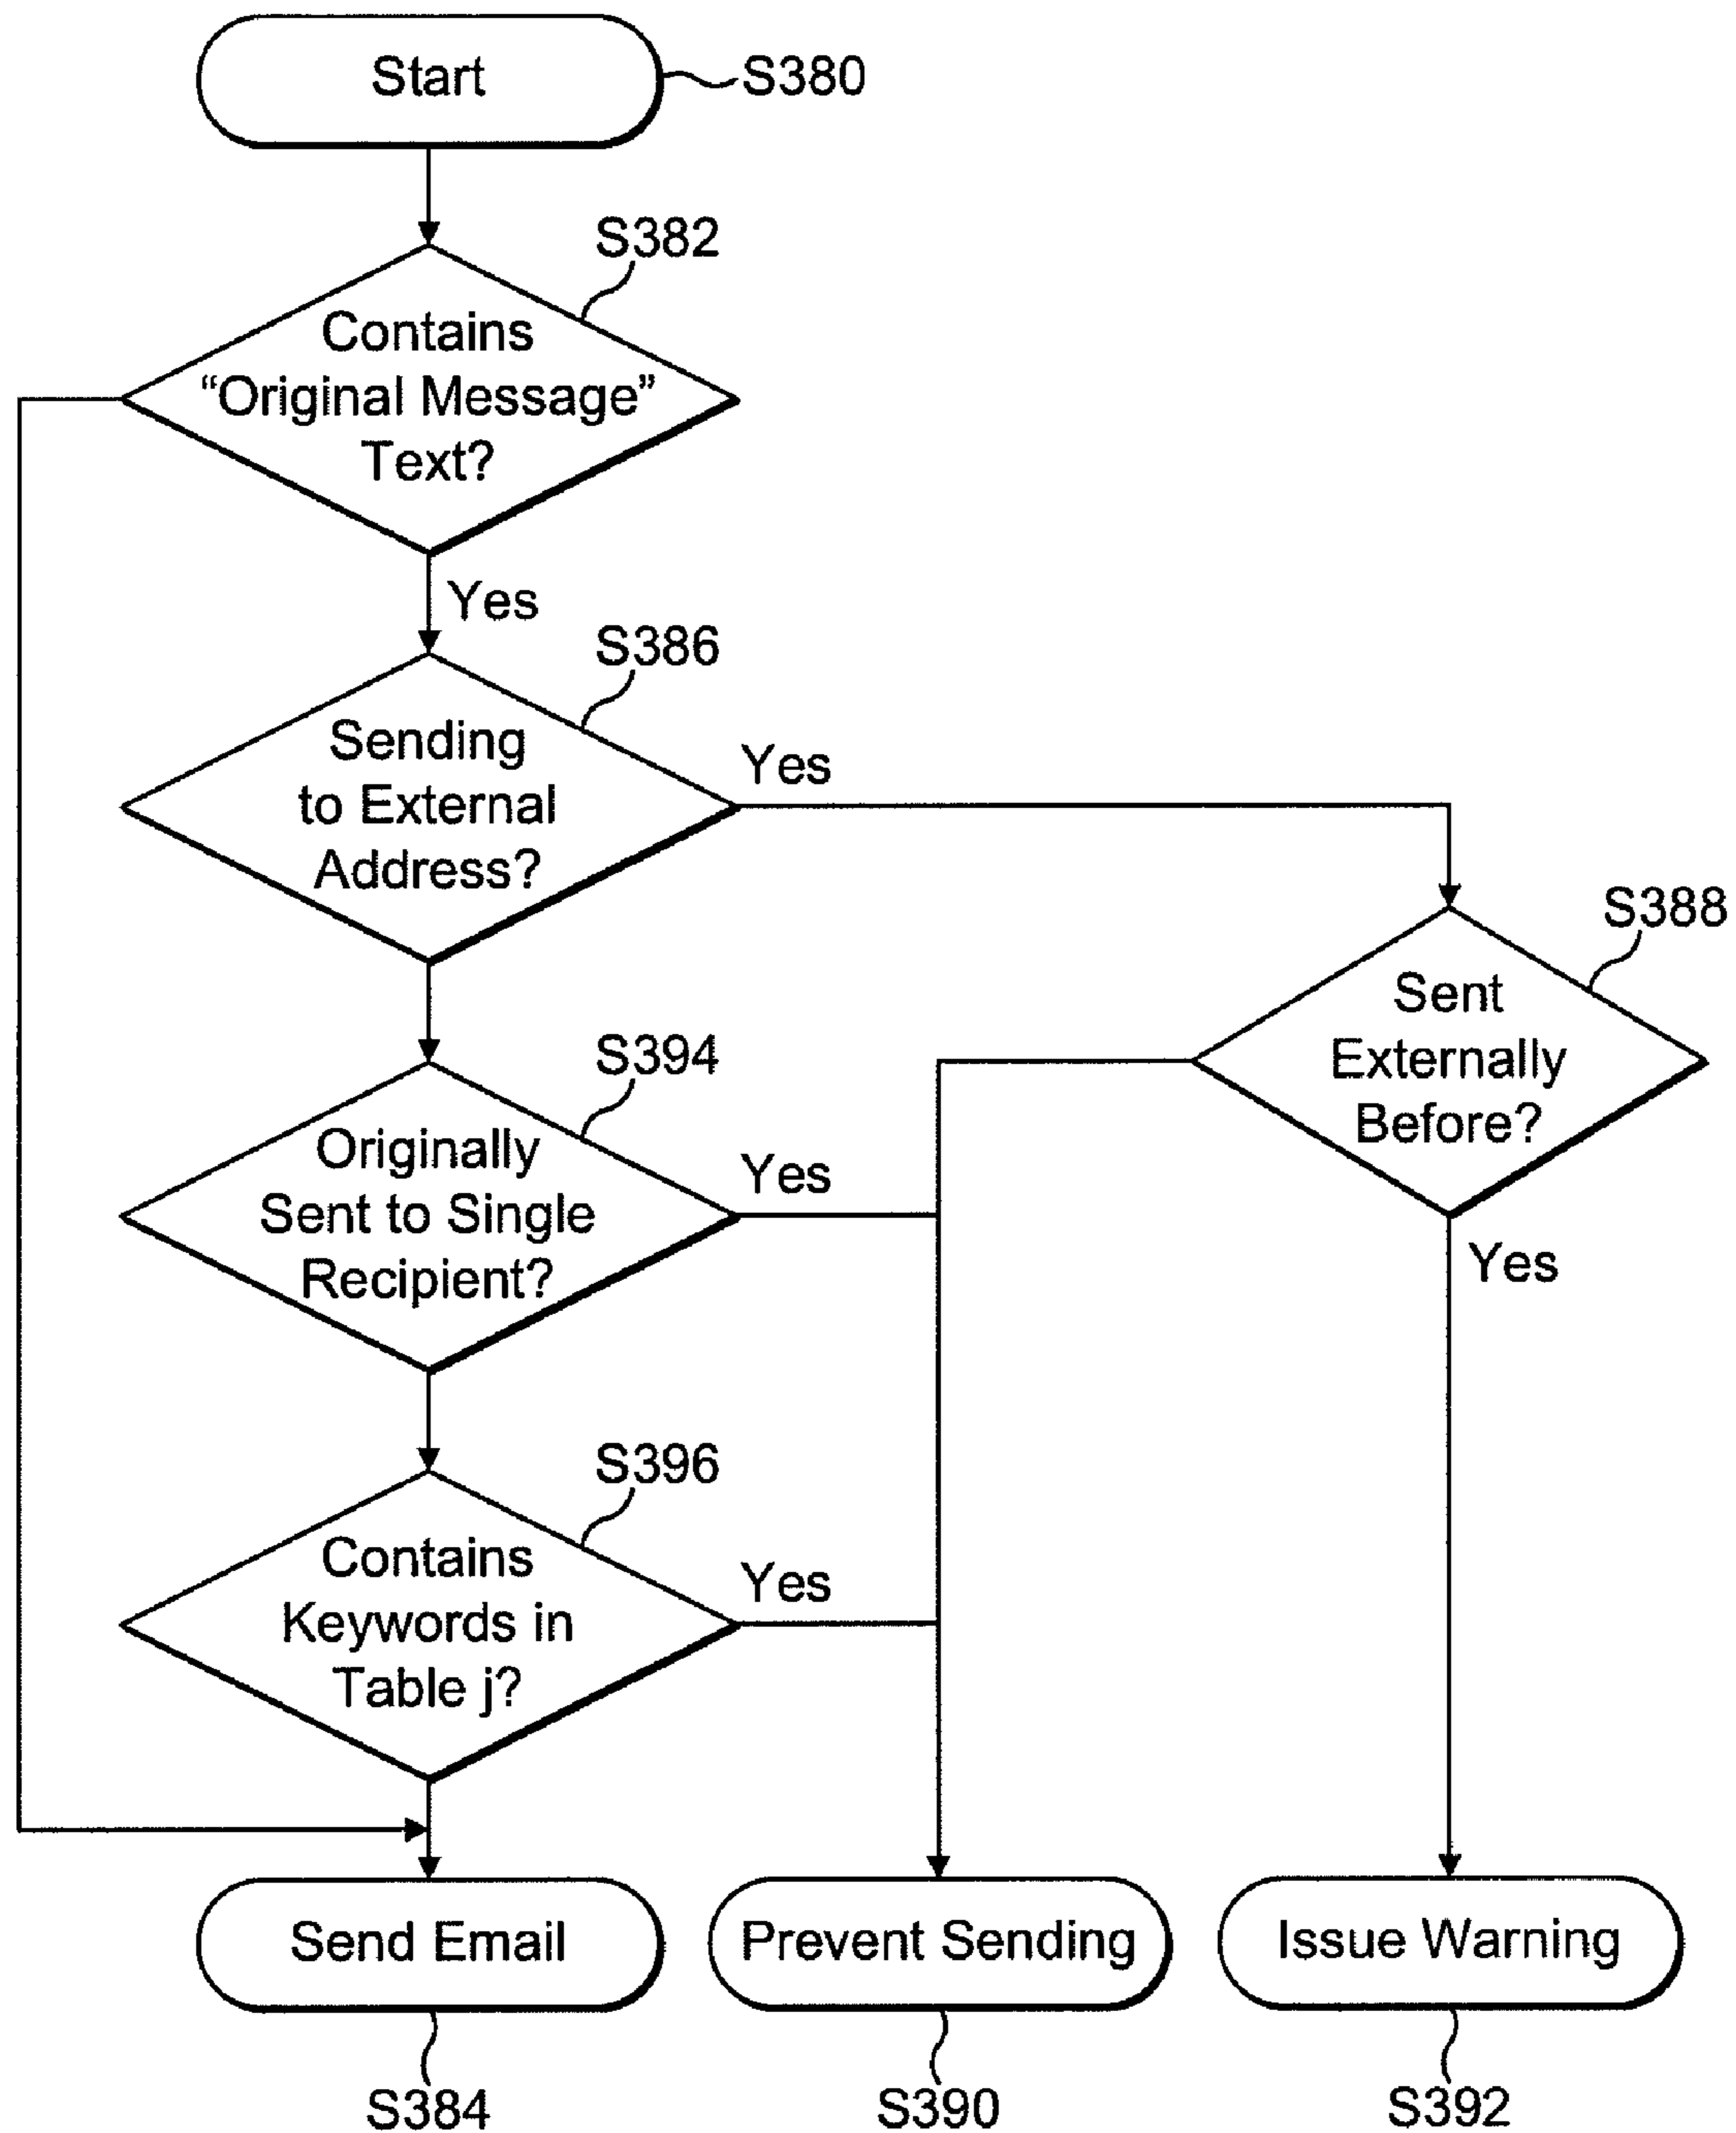 Start
S380
S382
Contains
“Original Message”
Text?
Yes
S386
Sending
to External
Address?
Yes
S388
Sent
Externally
Before?
Yes
S394
Originally
Sent to Single
Recipient?
Yes
S396
Contains
Keywords in
Table j?
Yes
Send Email
Prevent Sending
Issue Warning
S384
S390
S392